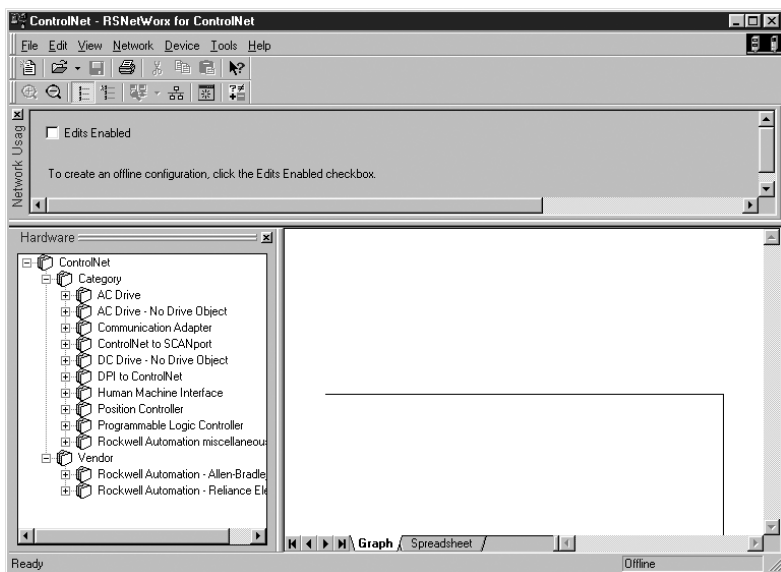 ControlNet - RSNetWorx for ControlNet
File Edit View Network Device Tools Help
Network Usag
Edits Enabled
To create an offline configuration, click the Edits Enabled checkbox.
Hardware
ControlNet
Category
AC Drive
AC Drive - No Drive Object
Communication Adapter
ControlNet to SCANport
DC Drive - No Drive Object
DPI to ControlNet
Human Machine Interface
Position Controller
Programmable Logic Controller
Rockwell Automation miscellaneou
Vendor
Rockwell Automation - Allen-Bradle
Rockwell Automation - Reliance Ele
Graph Spreadsheet
Ready Offline